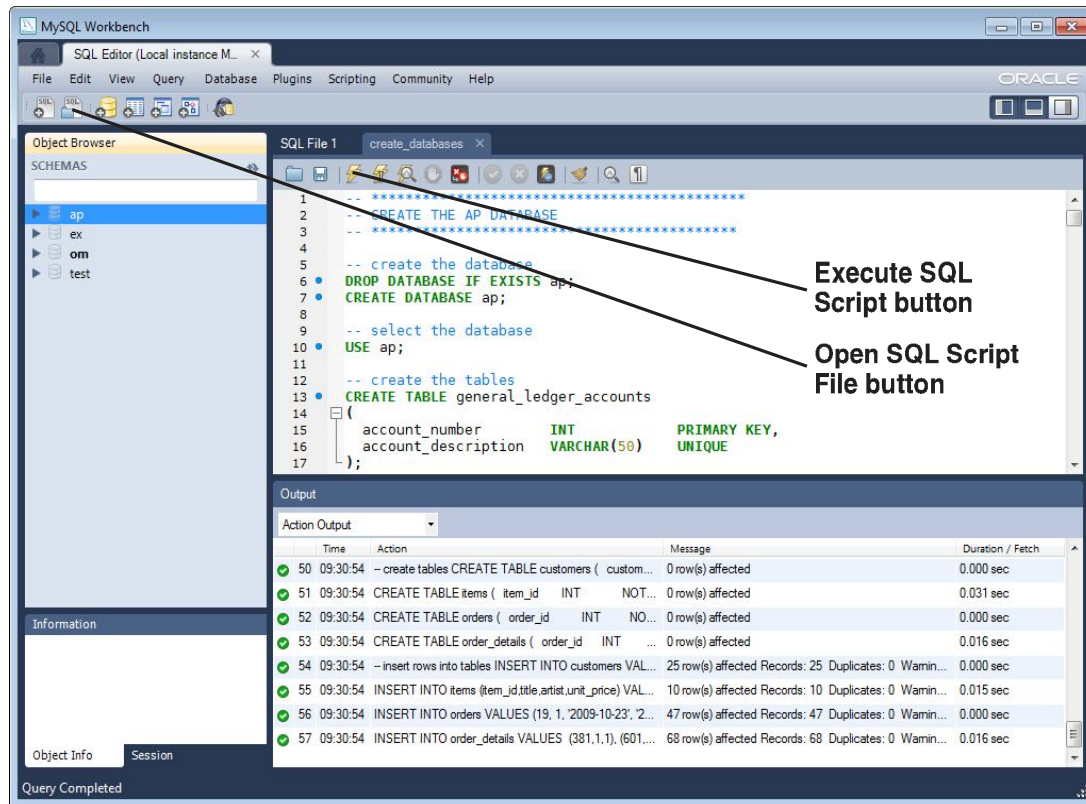 MySQL Workbench
SQL Editor (Local instance M...
File Edit View Query Database Plugins Scripting Community Help
ORACLE
SQL SQL
Object Browser
SCHEMAS
ap
ex
om
test
SQL File 1 create_databases
1 -- ********************************************
2 -- CREATE THE AP DATABASE
3 -- *******************************************
4
5 -- create the database
6 DROP DATABASE IF EXISTS ap;
7 CREATE DATABASE ap;
8
9 -- select the database
10 USE ap;
11
12 -- create the tables
13 CREATE TABLE general_ledger_accounts
14 (
15 account_number INT PRIMARY KEY,
16 account_description VARCHAR(50) UNIQUE
17 );
Execute SQL
Script button
Open SQL Script
File button
Output
Action Output
Time Action Message Duration / Fetch
50 09:30:54 -- create tables CREATE TABLE customers ( custom... 0 row(s) affected 0.000 sec
51 09:30:54 CREATE TABLE items ( item_id INT NOT... 0 row(s) affected 0.031 sec
52 09:30:54 CREATE TABLE orders ( order_id INT NO... 0 row(s) affected 0.000 sec
53 09:30:54 CREATE TABLE order_details ( order_id INT ... 0 row(s) affected 0.016 sec
54 09:30:54 -- insert rows into tables INSERT INTO customers VAL... 25 row(s) affected Records: 25 Duplicates: 0 Warnin... 0.000 sec
55 09:30:54 INSERT INTO items (item_id,title,artist,unit_price) VAL... 10 row(s) affected Records: 10 Duplicates: 0 Warnin... 0.015 sec
56 09:30:54 INSERT INTO orders VALUES (19, 1, '2009-10-23', '2... 47 row(s) affected Records: 47 Duplicates: 0 Warnin... 0.000 sec
57 09:30:54 INSERT INTO order_details VALUES (381,1,1), (601,... 68 row(s) affected Records: 68 Duplicates: 0 Warnin... 0.016 sec
Information
Object Info Session
Query Completed